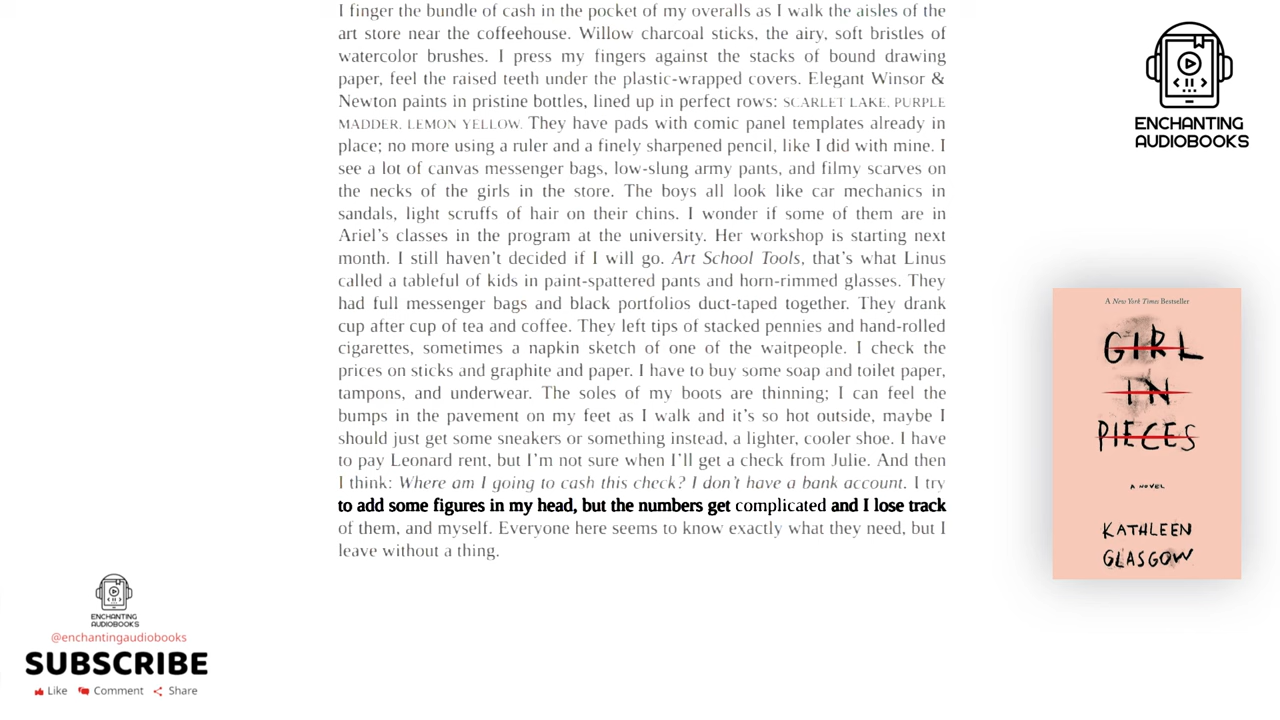 I finger the bundle of cash in the pocket of my overalls as I walk the aisles of the
art store near the coffeehouse. Willow charcoal sticks, the airy, soft bristles of
watercolor brushes. I press my fingers against the stacks of bound drawing
paper, feel the raised teeth under the plastic-wrapped covers. Elegant Winsor &
Newton paints in pristine bottles, lined up in perfect rows: SCARLET LAKE, PURPLE
MADDER, LEMON YELLOW. They have pads with comic panel templates already in
place; no more using a ruler and a finely sharpened pencil, like I did with mine. I
see a lot of canvas messenger bags, low-slung army pants, and filmy scarves on
the necks of the girls in the store. The boys all look like car mechanics in
sandals, light scruffs of hair on their chins. I wonder if some of them are in
Ariel's classes in the program at the university. Her workshop is starting next
month. I still haven't decided if I will go. Art School Tools, that's what Linus
called a tableful of kids in paint-spattered pants and horn-rimmed glasses. They
had full messenger bags and black portfolios duct-taped together. They drank
cup after cup of tea and coffee. They left tips of stacked pennies and hand-rolled
cigarettes, sometimes a napkin sketch of one of the waitpeople. I check the
prices on sticks and graphite and paper. I have to buy some soap and toilet paper,
tampons, and underwear. The soles of my boots are thinning; I can feel the
bumps in the pavement on my feet as I walk and it's so hot outside, maybe I
should just get some sneakers or something instead, a lighter, cooler shoe. I have
to pay Leonard rent, but I'm not sure when I'll get a check from Julie. And then
I think: Where am I going to cash this check? I don't have a bank account. I try
to add some figures in my head, but the numbers get complicated and I lose track
of them, and myself. Everyone here seems to know exactly what they need, but I
leave without a thing.
ENCHANTING
AUDIOBOOKS
A New York Times Bestseller
GIRL
IN
PIECES
A NOVEL
KATHLEEN
GLASGOW
ENCHANTING
AUDIOBOOKS
@enchantingaudiobooks
SUBSCRIBE
Like Comment Share